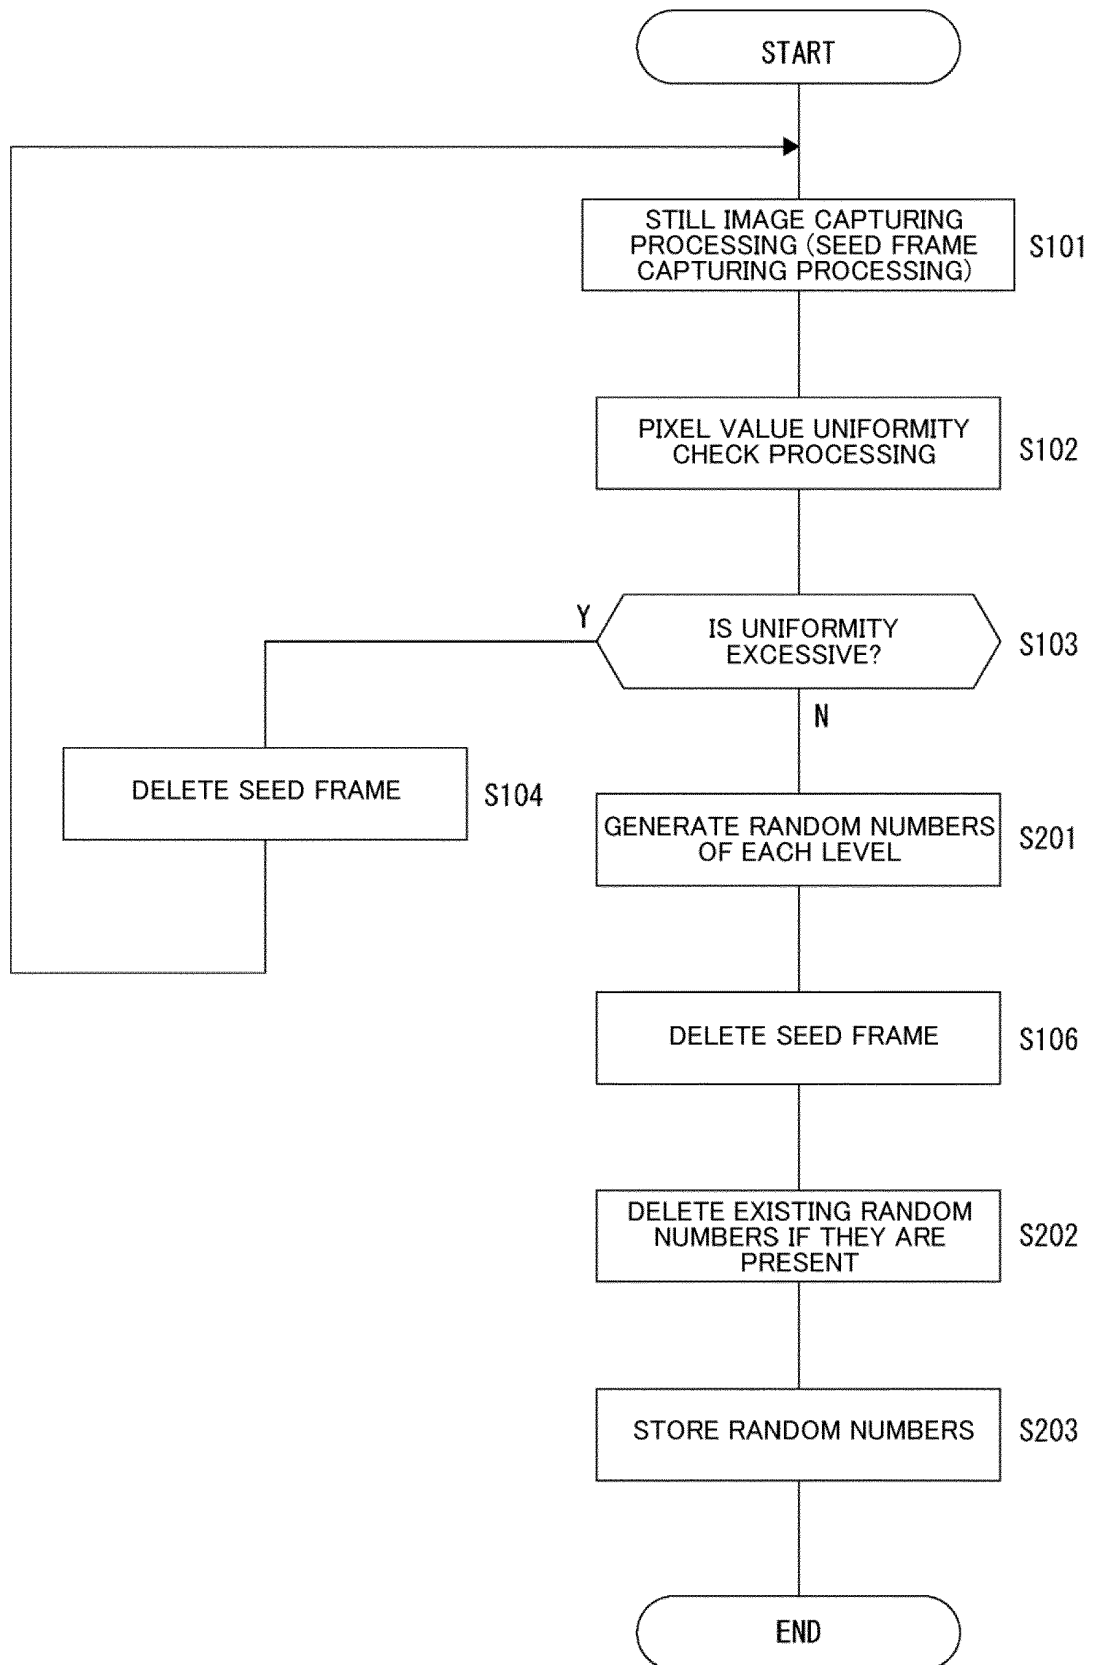 START
STILL IMAGE CAPTURING
PROCESSING (SEED FRAME
CAPTURING PROCESSING)
S101
PIXEL VALUE UNIFORMITY
CHECK PROCESSING
S102
Y
IS UNIFORMITY
EXCESSIVE?
S103
N
DELETE SEED FRAME
S104
GENERATE RANDOM NUMBERS
OF EACH LEVEL
S201
DELETE SEED FRAME
S106
DELETE EXISTING RANDOM
NUMBERS IF THEY ARE
PRESENT
S202
STORE RANDOM NUMBERS
S203
END